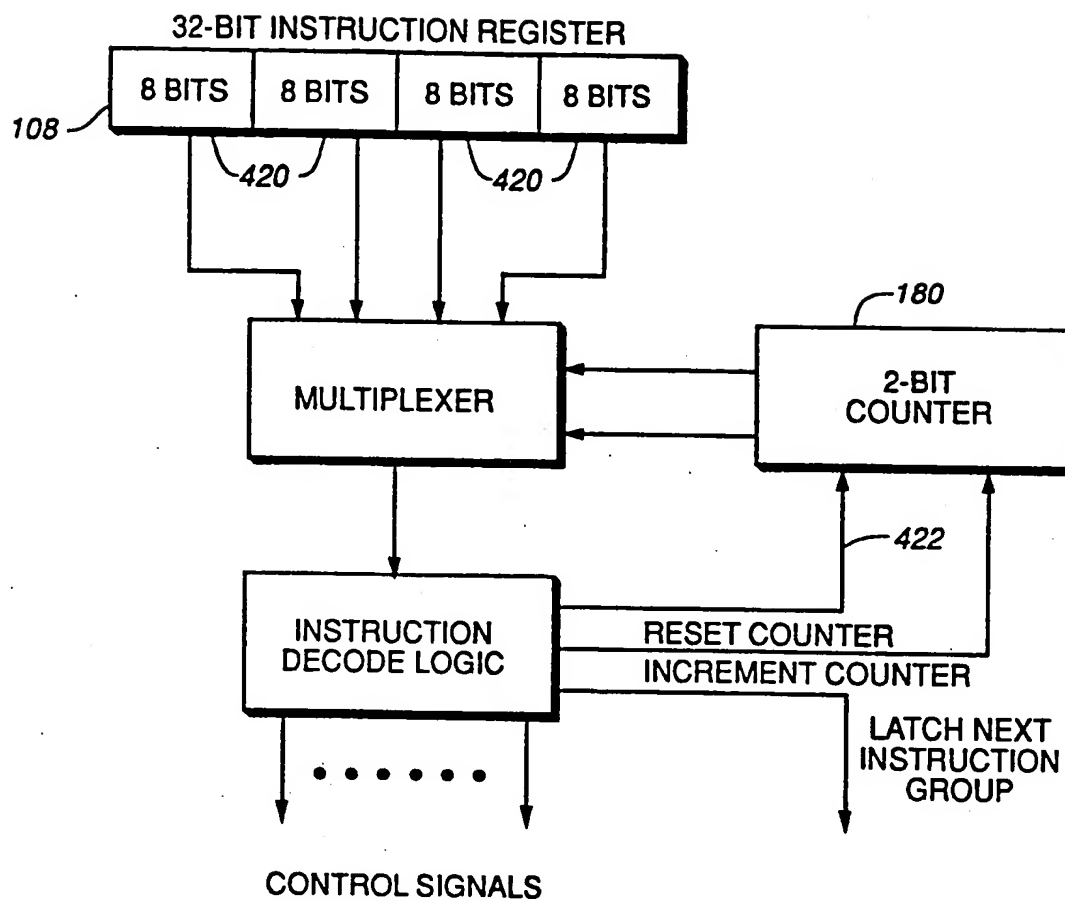 32-BIT INSTRUCTION REGISTER
8 BITS 8 BITS 8 BITS 8 BITS
108
420 420
180
MULTIPLEXER
2-BIT
COUNTER
422
INSTRUCTION
DECODE LOGIC
RESET COUNTER
INCREMENT COUNTER
LATCH NEXT
INSTRUCTION
GROUP
CONTROL SIGNALS